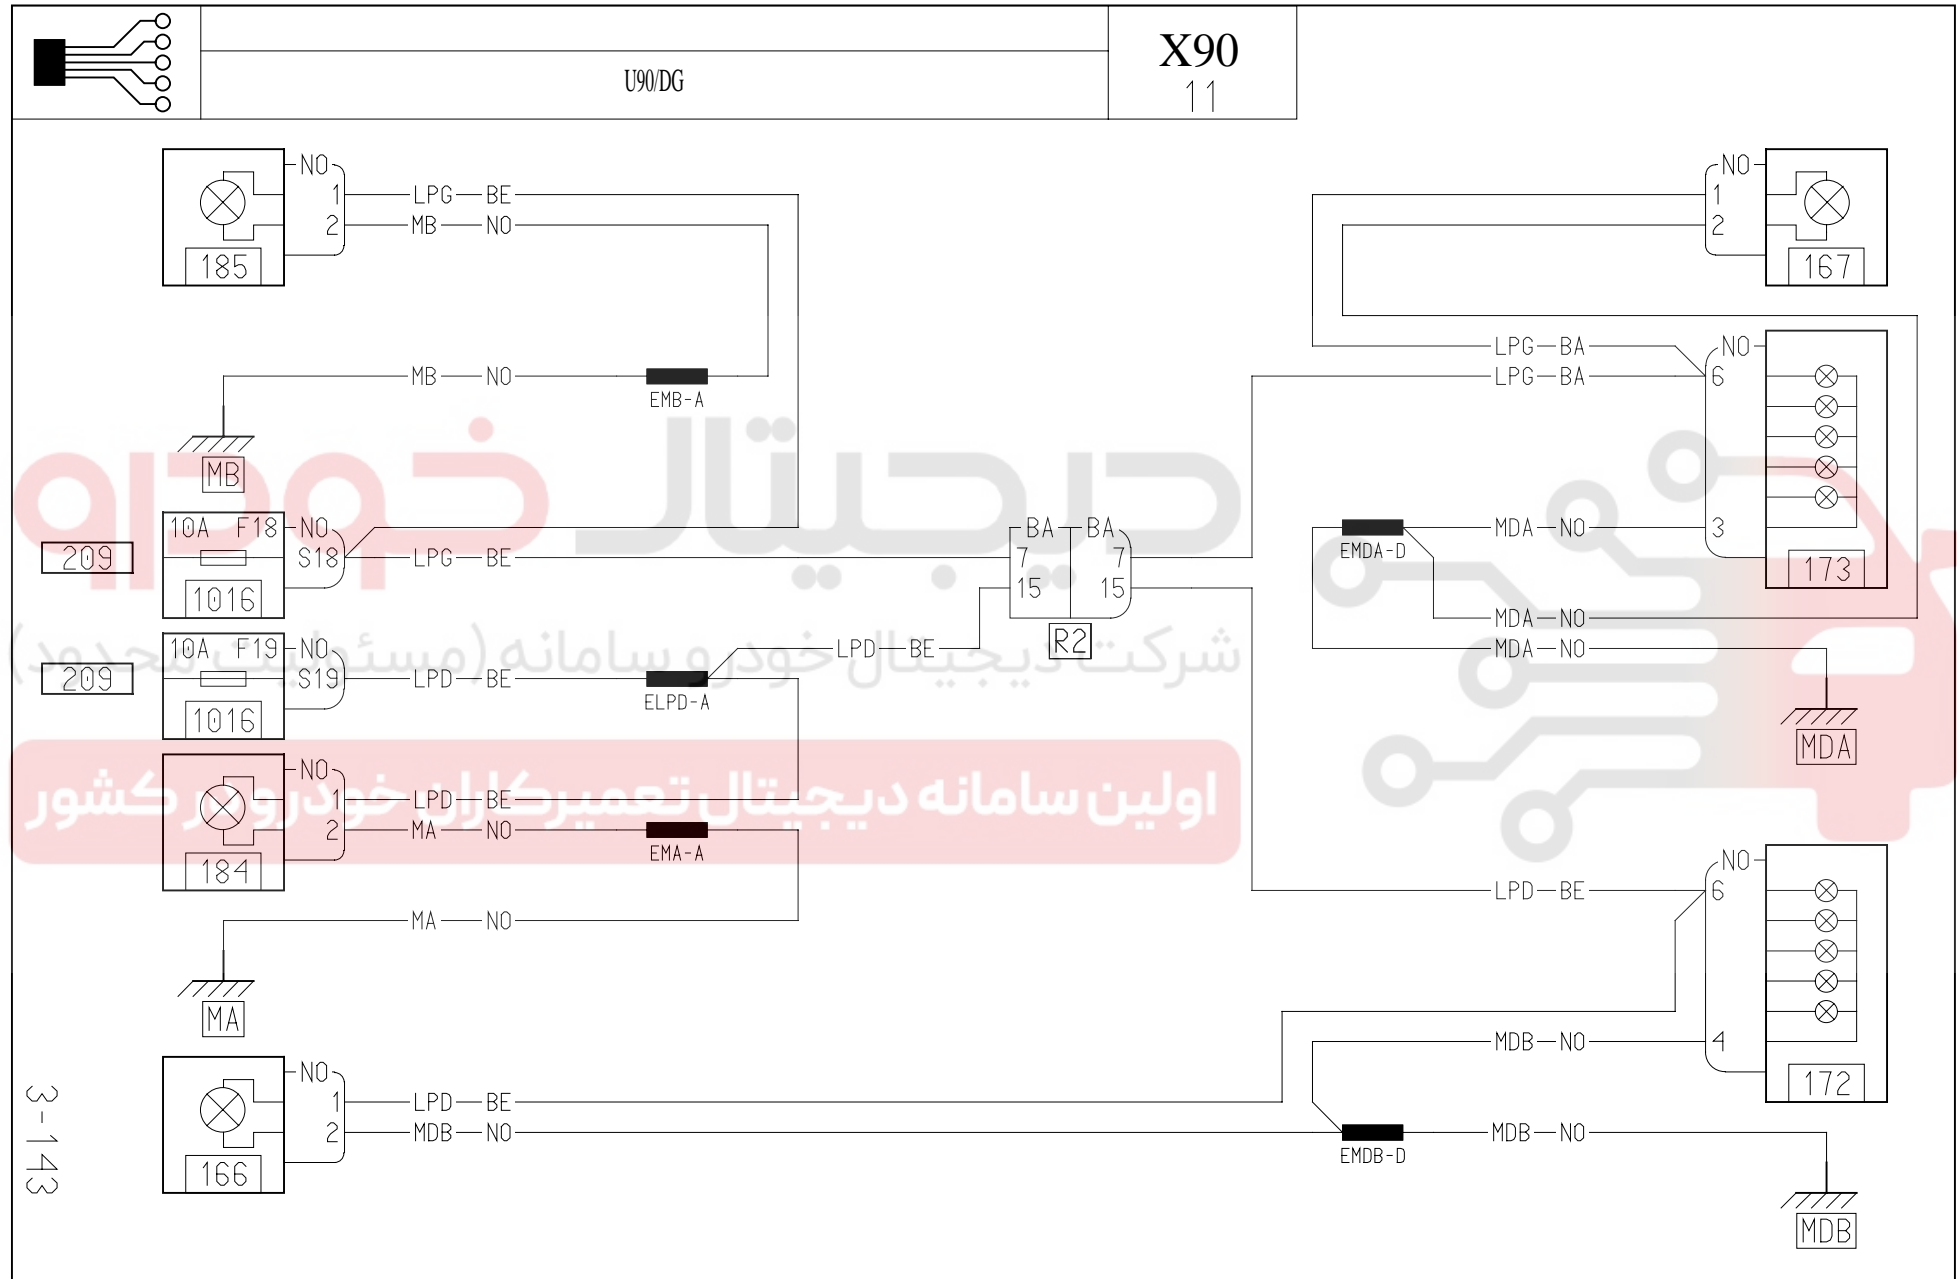 U90/DG
X90
11
NO
1 LPG BE
2 MB NO
185
NO
1
2
167
LPG BA
LPG BA
NO
6
MB NO
EMB-A
MB
دیجیتال خودرو
10A F18 NO
209
S18 LPG BE
1016
BA BA
7 7
15 15
R2
EMDA-D
MDA NO
3
173
MDA NO
MDA NO
MDA
شرکت دیجیتال خودرو سامانه (مسئولیت محدود)
10A F19 NO
209
S19 LPD BE
1016
ELPD-A
LPD BE
اولین سامانه دیجیتال تعمیرکاران خودرو در کشور
NO
1 LPD BE
2 MA NO
184
EMA-A
MA NO
MA
NO
LPD BE
6
MDB NO
4
172
NO
1 LPD BE
2 MDB NO
166
EMDB-D
MDB NO
MDB
3-143